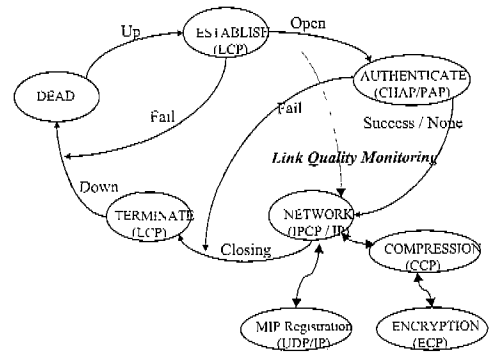 Up
ESTABLISH
(LCP)
Open
DEAD
AUTHENTICATE
(CHAP/PAP)
Fail
Fail
Success / None
Link Quality Monitoring
Down
TERMINATE
(LCP)
NETWORK
(IPCP / IP)
Closing
COMPRESSION
(CCP)
MIP Registration
(UDP/IP)
ENCRYPTION
(ECP)